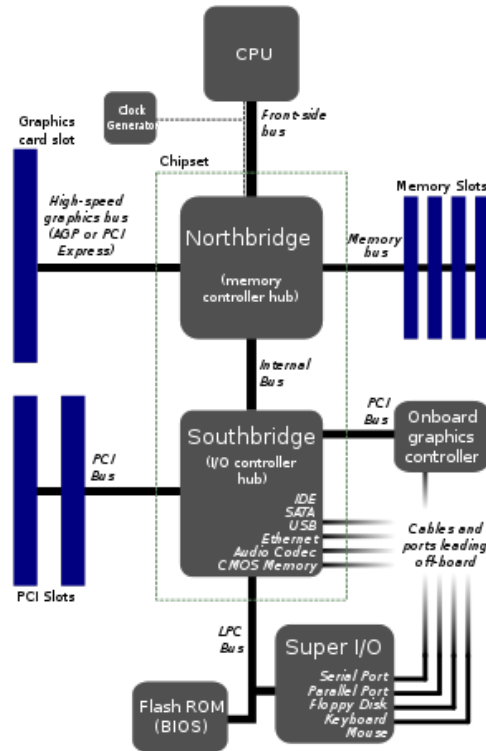 CPU
Clock
Generator
Front-side
bus
Graphics
card slot
Chipset
High-speed
graphics bus
(AGP or PCI
Express)
Northbridge
(memory
controller hub)
Memory Slots
Memory
bus
Internal
Bus
PCI
Bus
Southbridge
(I/O controller
hub)
PCI
Bus
Onboard
graphics
controller
IDE
SATA
USB
Ethernet
Audio Codec
CMOS Memory
Cables and
ports leading
off-board
PCI Slots
LPC
Bus
Super I/O
Serial Port
Parallel Port
Floppy Disk
Keyboard
Mouse
Flash ROM
(BIOS)